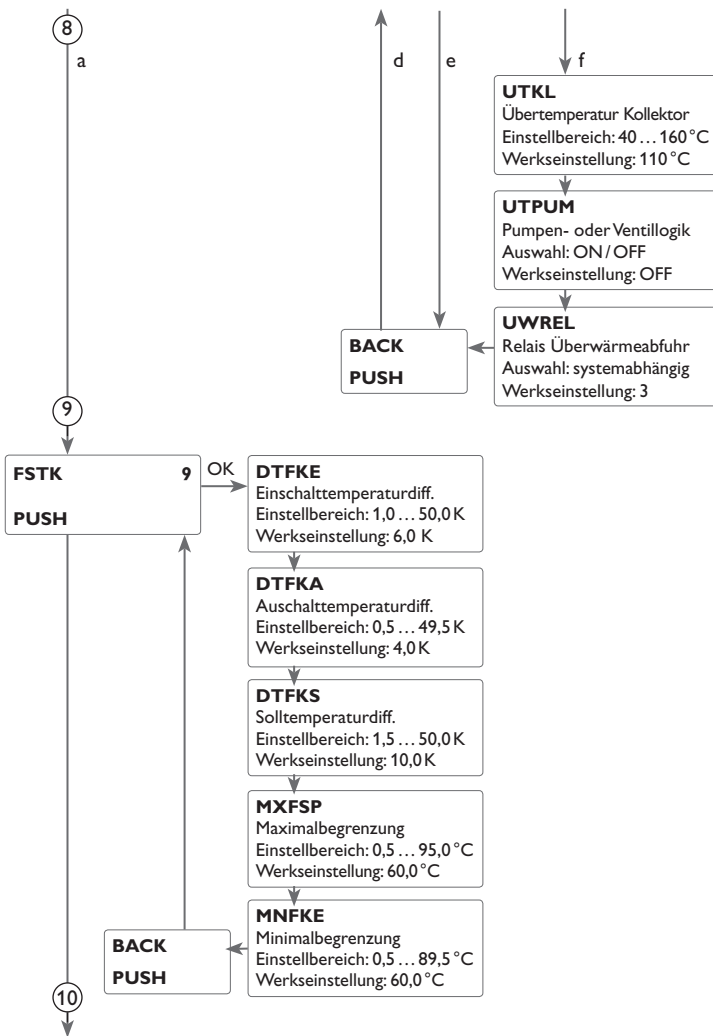 8
a
d
e
f
UTKL
Übertemperatur Kollektor
Einstellbereich: 40 … 160 °C
Werkseinstellung: 110 °C
UTPUM
Pumpen- oder Ventillogik
Auswahl: ON / OFF
Werkseinstellung: OFF
UWREL
Relais Überwärmeabfuhr
Auswahl: systemabhängig
Werkseinstellung: 3
BACK
PUSH
9
FSTK 9
PUSH
OK
DTFKE
Einschalttemperaturdiff.
Einstellbereich: 1,0 … 50,0 K
Werkseinstellung: 6,0 K
DTFKA
Auschalttemperaturdiff.
Einstellbereich: 0,5 … 49,5 K
Werkseinstellung: 4,0 K
DTFKS
Solltemperaturdiff.
Einstellbereich: 1,5 … 50,0 K
Werkseinstellung: 10,0 K
MXFSP
Maximalbegrenzung
Einstellbereich: 0,5 … 95,0 °C
Werkseinstellung: 60,0 °C
MNFKE
Minimalbegrenzung
Einstellbereich: 0,5 … 89,5 °C
Werkseinstellung: 60,0 °C
BACK
PUSH
10